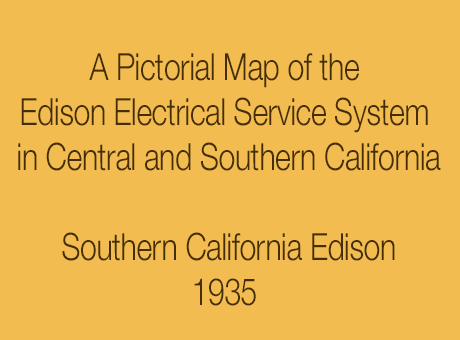 A Pictorial Map of the
Edison Electrical Service System
in Central and Southern California
Southern California Edison
1935